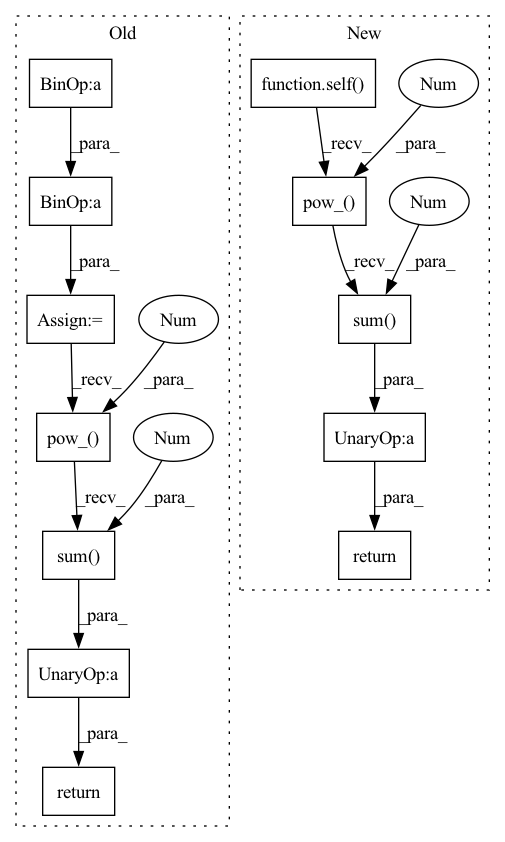 Old
BinOp:a
_para_
BinOp:a
_para_
Assign:=
Num
_recv_
_para_
pow_()
Num
_recv_
_para_
sum()
_para_
UnaryOp:a
_para_
return
New
function.self()
Num
_recv_
_para_
pow_()
Num
_recv_
_para_
sum()
_para_
UnaryOp:a
_para_
return